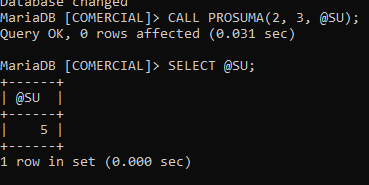 Database changed
MariaDB [COMERCIAL]> CALL PROSUMA(2, 3, @SU);
Query OK, 0 rows affected (0.031 sec)
MariaDB [COMERCIAL]> SELECT @SU;
+------+
| @SU  |
+------+
|    5 |
+------+
1 row in set (0.000 sec)